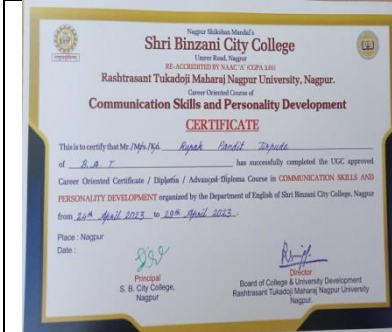 Nagpur Shikshan Mandal's
Shri Binzani City College
Umrer Road, Nagpur
RE-ACCREDITED BY NAAC 'A' (CGPA 3.03)
Rashtrasant Tukadoji Maharaj Nagpur University, Nagpur.
Career Oriented Course of
Communication Skills and Personality Development
CERTIFICATE
This is to certify that Mr./Mrs./Ku. Rupak Pandit Tirpude
of B.A. I has successfully completed the UGC approved
Career Oriented Certificate / Diploma / Advanced Diploma Course in COMMUNICATION SKILLS AND
PERSONALITY DEVELOPMENT organized by the Department of English of Shri Binzani City College, Nagpur
from 24th April 2023 to 29th April 2023.
Place : Nagpur
Date :
Principal
S. B. City College,
Nagpur
Director
Board of College & University Development
Rashtrasant Tukadoji Maharaj Nagpur University
Nagpur.